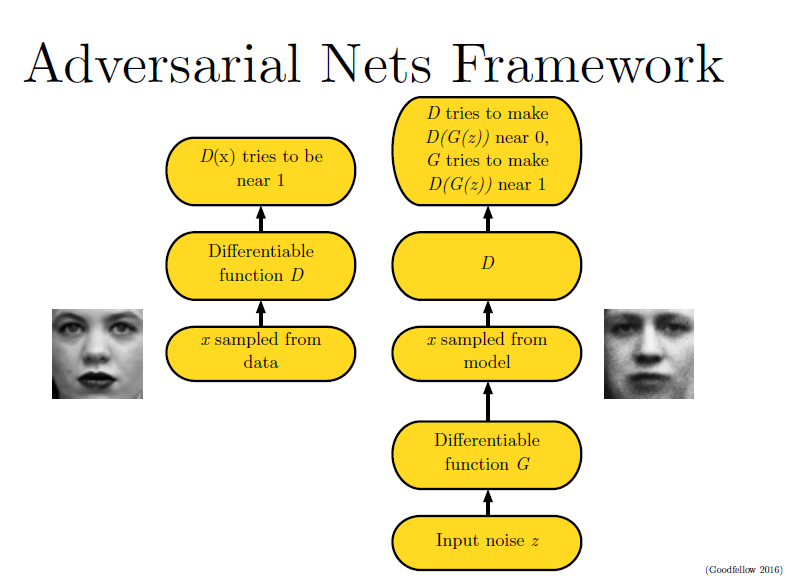 Adversarial Nets Framework
D(x) tries to be
near 1
Differentiable
function D
x sampled from
data
D tries to make
D(G(z)) near 0,
G tries to make
D(G(z)) near 1
D
x sampled from
model
Differentiable
function G
Input noise z
(Goodfellow 2016)